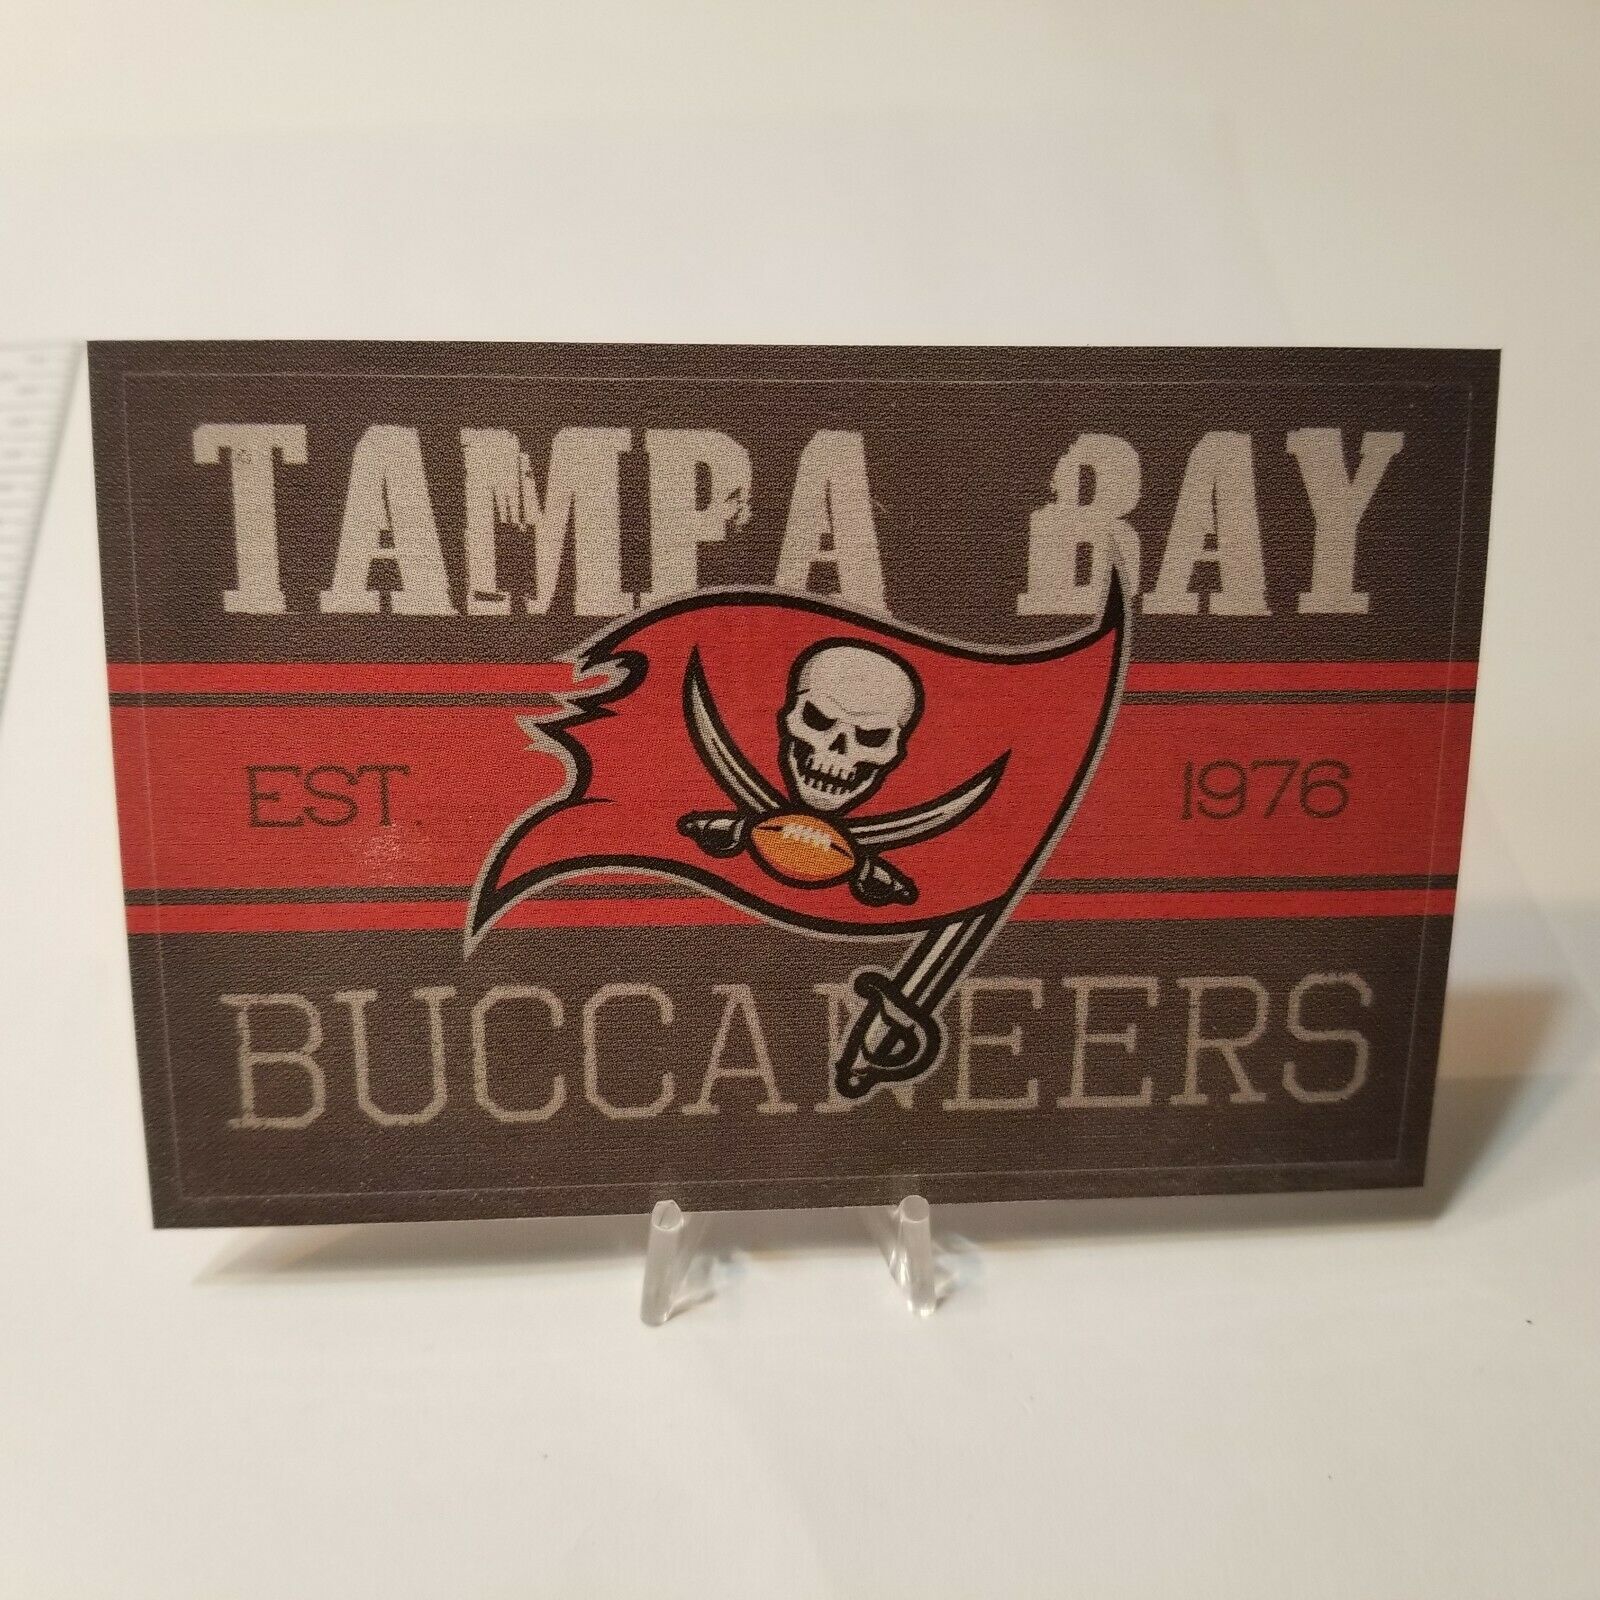 TAMPA BAY
EST. 1976
BUCCANEERS